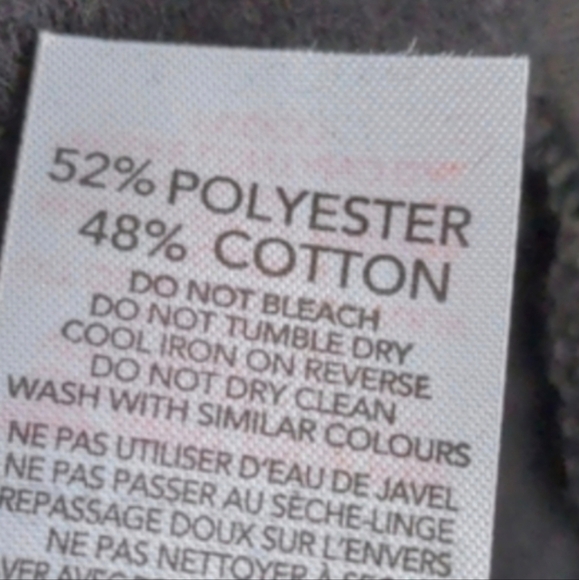 52% POLYESTER
48% COTTON
DO NOT BLEACH
DO NOT TUMBLE DRY
COOL IRON ON REVERSE
DO NOT DRY CLEAN
WASH WITH SIMILAR COLOURS
NE PAS UTILISER D'EAU DE JAVEL
NE PAS PASSER AU SÈCHE-LINGE
REPASSAGE DOUX SUR L'ENVERS
NE PAS NETTOYER À